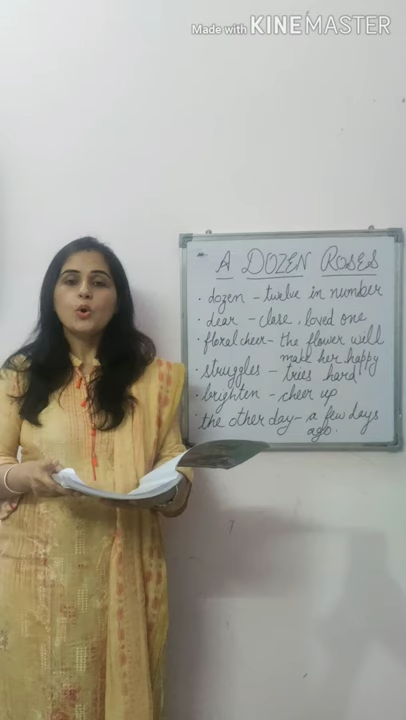 Made with KINEMASTER
A DOZEN ROSES
• dozen - twelve in number
• dear - close, loved one
floral cheer - the flower will
make her happy
• struggles - tries hard
• brighten - cheer up
• the other day - a few days
ago.